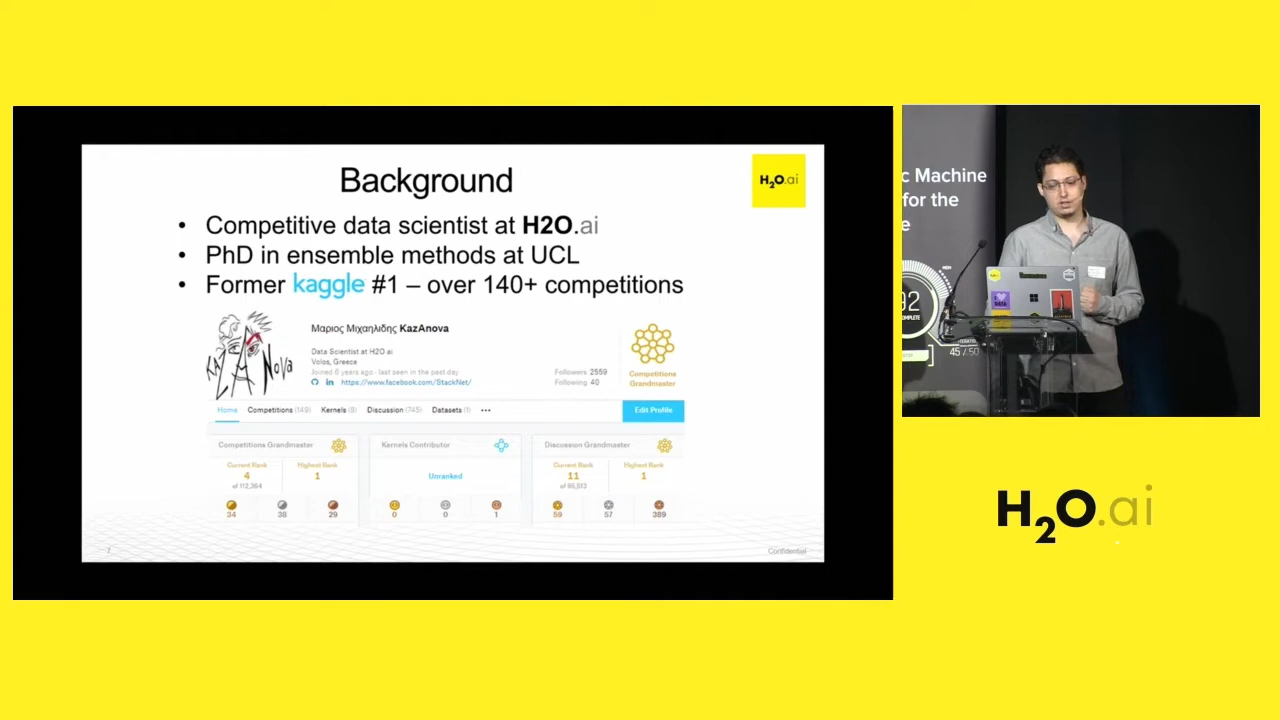 Background
H2O.ai
• Competitive data scientist at H2O.ai
• PhD in ensemble methods at UCL
• Former kaggle #1 – over 140+ competitions
KAZANOVA
Μαριος Μιχαηλιδης KazAnova
Data Scientist at H2O ai
Volos, Greece
Joined 6 years ago · last seen in the past day
https://www.facebook.com/StackNet/
Followers 2559
Following 40
Competitions
Grandmaster
Home Competitions (149) Kernels (8) Discussion (745) Datasets (1) ••• Edit Profile
Competitions Grandmaster
Current Rank Highest Rank
4 1
of 112,364
34 38 29
Kernels Contributor
Unranked
0 0 1
Discussion Grandmaster
Current Rank Highest Rank
11 1
59 57 389
7
Confidential
c Machine
for the
e
92
45 / 50
H2O.ai